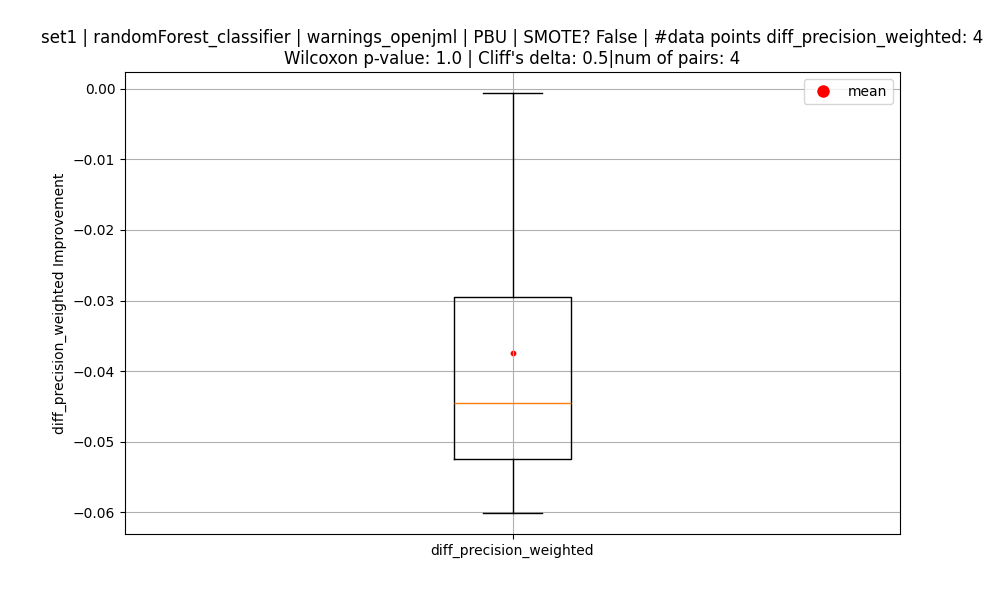 set1 | randomForest_classifier | warnings_openjml | PBU | SMOTE? False | #data points diff_precision_weighted: 4
Wilcoxon p-value: 1.0 | Cliff's delta: 0.5|num of pairs: 4
mean
0.00
−0.01
−0.02
−0.03
−0.04
−0.05
−0.06
diff_precision_weighted Improvement
diff_precision_weighted